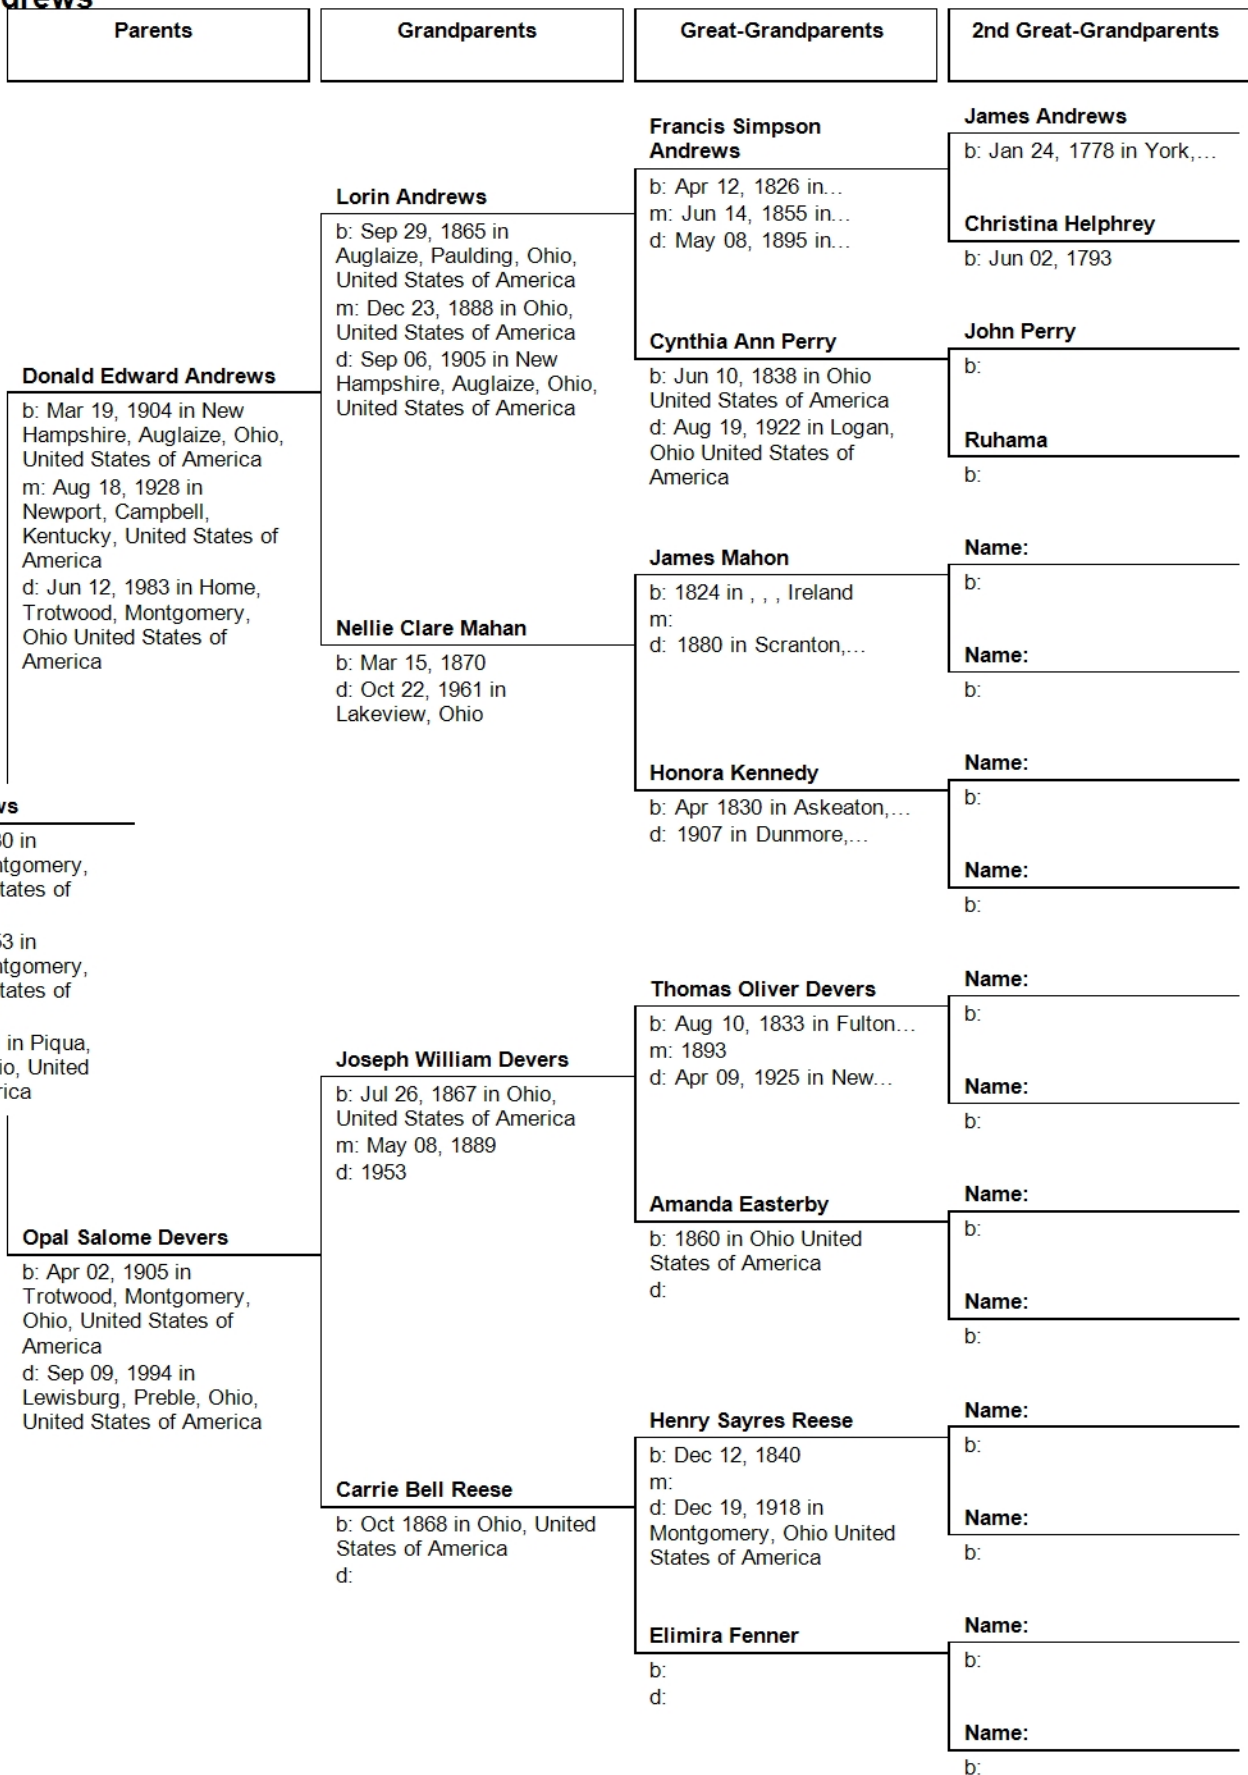 Parents
Grandparents
Great-Grandparents
2nd Great-Grandparents
Donald Edward Andrews
b: Mar 19, 1904 in New
Hampshire, Auglaize, Ohio,
United States of America
m: Aug 18, 1928 in
Newport, Campbell,
Kentucky, United States of
America
d: Jun 12, 1983 in Home,
Trotwood, Montgomery,
Ohio United States of
America
in
in
in Piqua,
United
Opal Salome Devers
b: Apr 02, 1905 in
Trotwood, Montgomery,
Ohio, United States of
America
d: Sep 09, 1994 in
Lewisburg, Preble, Ohio,
United States of America
Lorin Andrews
b: Sep 29, 1865 in
Auglaize, Paulding, Ohio,
United States of America
m: Dec 23, 1888 in Ohio,
United States of America
d: Sep 06, 1905 in New
Hampshire, Auglaize, Ohio,
United States of America
Nellie Clare Mahan
b: Mar 15, 1870
d: Oct 22, 1961 in
Lakeview, Ohio
Joseph William Devers
b: Jul 26, 1867 in Ohio,
United States of America
m: May 08, 1889
d: 1953
Carrie Bell Reese
b: Oct 1868 in Ohio, United
States of America
d:
Francis Simpson
Andrews
b: Apr 12, 1826 in...
m: Jun 14, 1855 in...
d: May 08, 1895 in...
Cynthia Ann Perry
b: Jun 10, 1838 in Ohio
United States of America
d: Aug 19, 1922 in Logan,
Ohio United States of
America
James Mahon
b: 1824 in , , , Ireland
m:
d: 1880 in Scranton,...
Honora Kennedy
b: Apr 1830 in Askeaton,...
d: 1907 in Dunmore,...
Thomas Oliver Devers
b: Aug 10, 1833 in Fulton...
m: 1893
d: Apr 09, 1925 in New...
Amanda Easterby
b: 1860 in Ohio United
States of America
d:
Henry Sayres Reese
b: Dec 12, 1840
m:
d: Dec 19, 1918 in
Montgomery, Ohio United
States of America
Elimira Fenner
b:
d:
James Andrews
b: Jan 24, 1778 in York,...
Christina Helphrey
b: Jun 02, 1793
John Perry
b:
Ruhama
b:
Name:
b:
Name:
b:
Name:
b:
Name:
b:
Name:
b:
Name:
b:
Name:
b:
Name:
b:
Name:
b:
Name:
b:
Name:
b:
Name:
b: